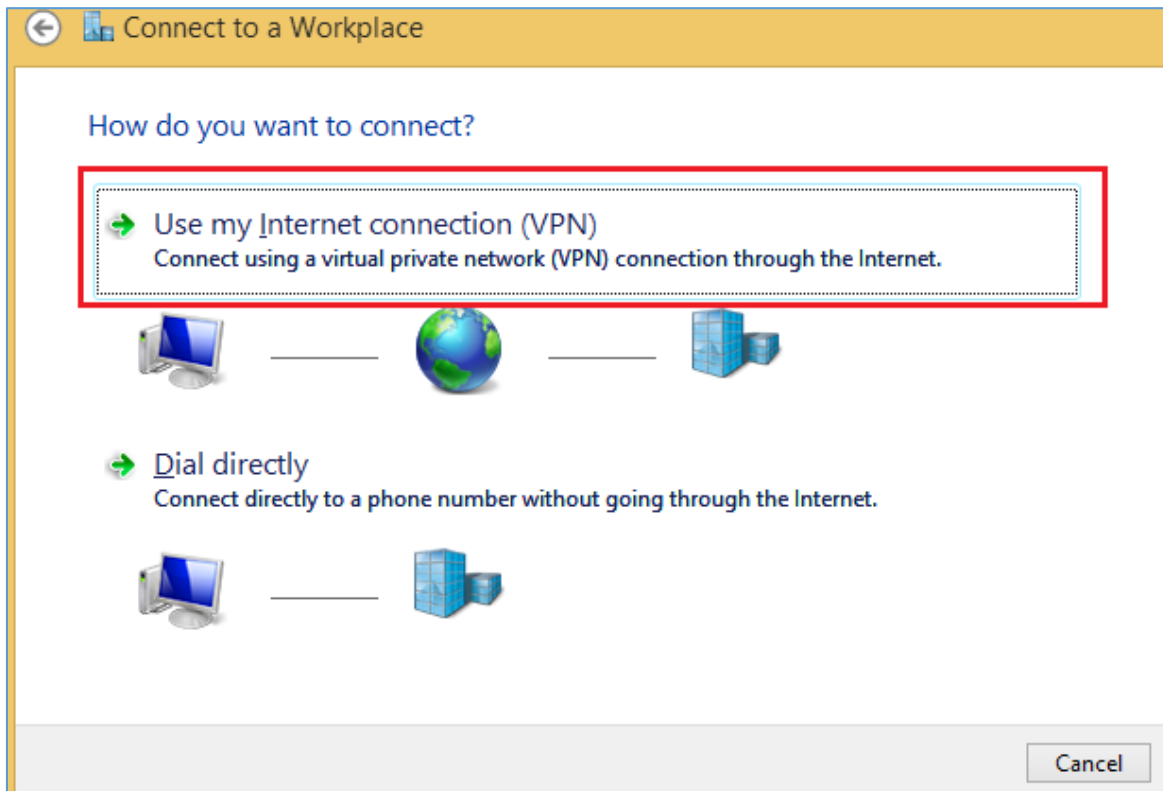 Connect to a Workplace
How do you want to connect?
Use my Internet connection (VPN)
Connect using a virtual private network (VPN) connection through the Internet.
Dial directly
Connect directly to a phone number without going through the Internet.
Cancel